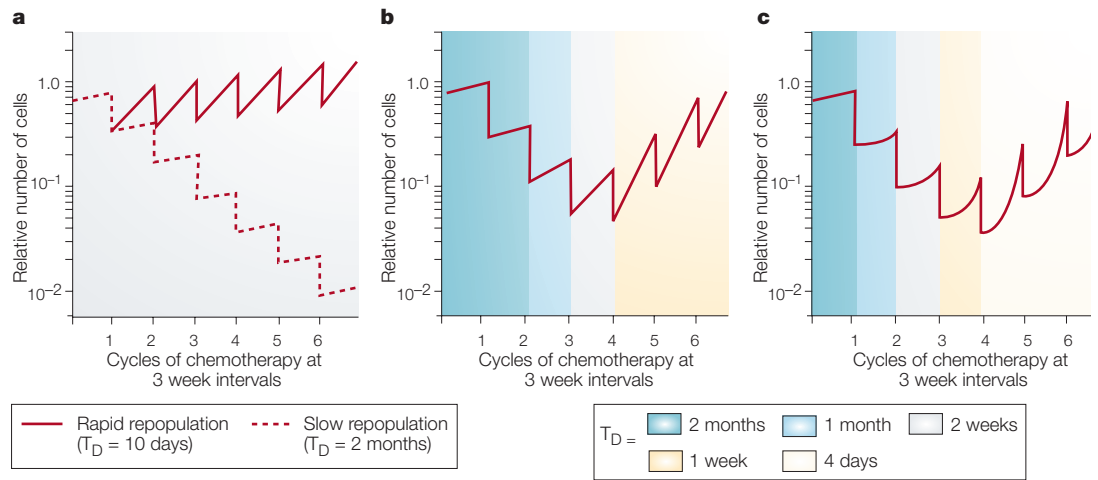 a
Relative number of cells
1.0
10–1
10–2
1 2 3 4 5 6
Cycles of chemotherapy at
3 week intervals
b
Relative number of cells
1.0
10–1
10–2
1 2 3 4 5 6
Cycles of chemotherapy at
3 week intervals
c
Relative number of cells
1.0
10–1
10–2
1 2 3 4 5 6
Cycles of chemotherapy at
3 week intervals
Rapid repopulation
(TD = 10 days)
Slow repopulation
(TD = 2 months)
TD =
2 months
1 month
2 weeks
1 week
4 days